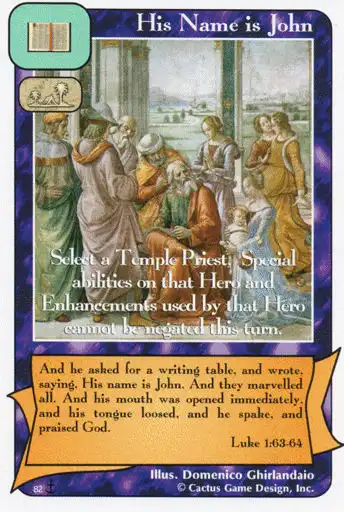 His Name is John
Select a Temple Priest. Special
abilities on that Hero and
Enhancements used by that Hero
cannot be negated this turn.
And he asked for a writing table, and wrote,
saying, His name is John. And they marvelled
all. And his mouth was opened immediately,
and his tongue loosed, and he spake, and
praised God.
Luke 1:63-64
Illus. Domenico Ghirlandaio
82
© Cactus Game Design, Inc.